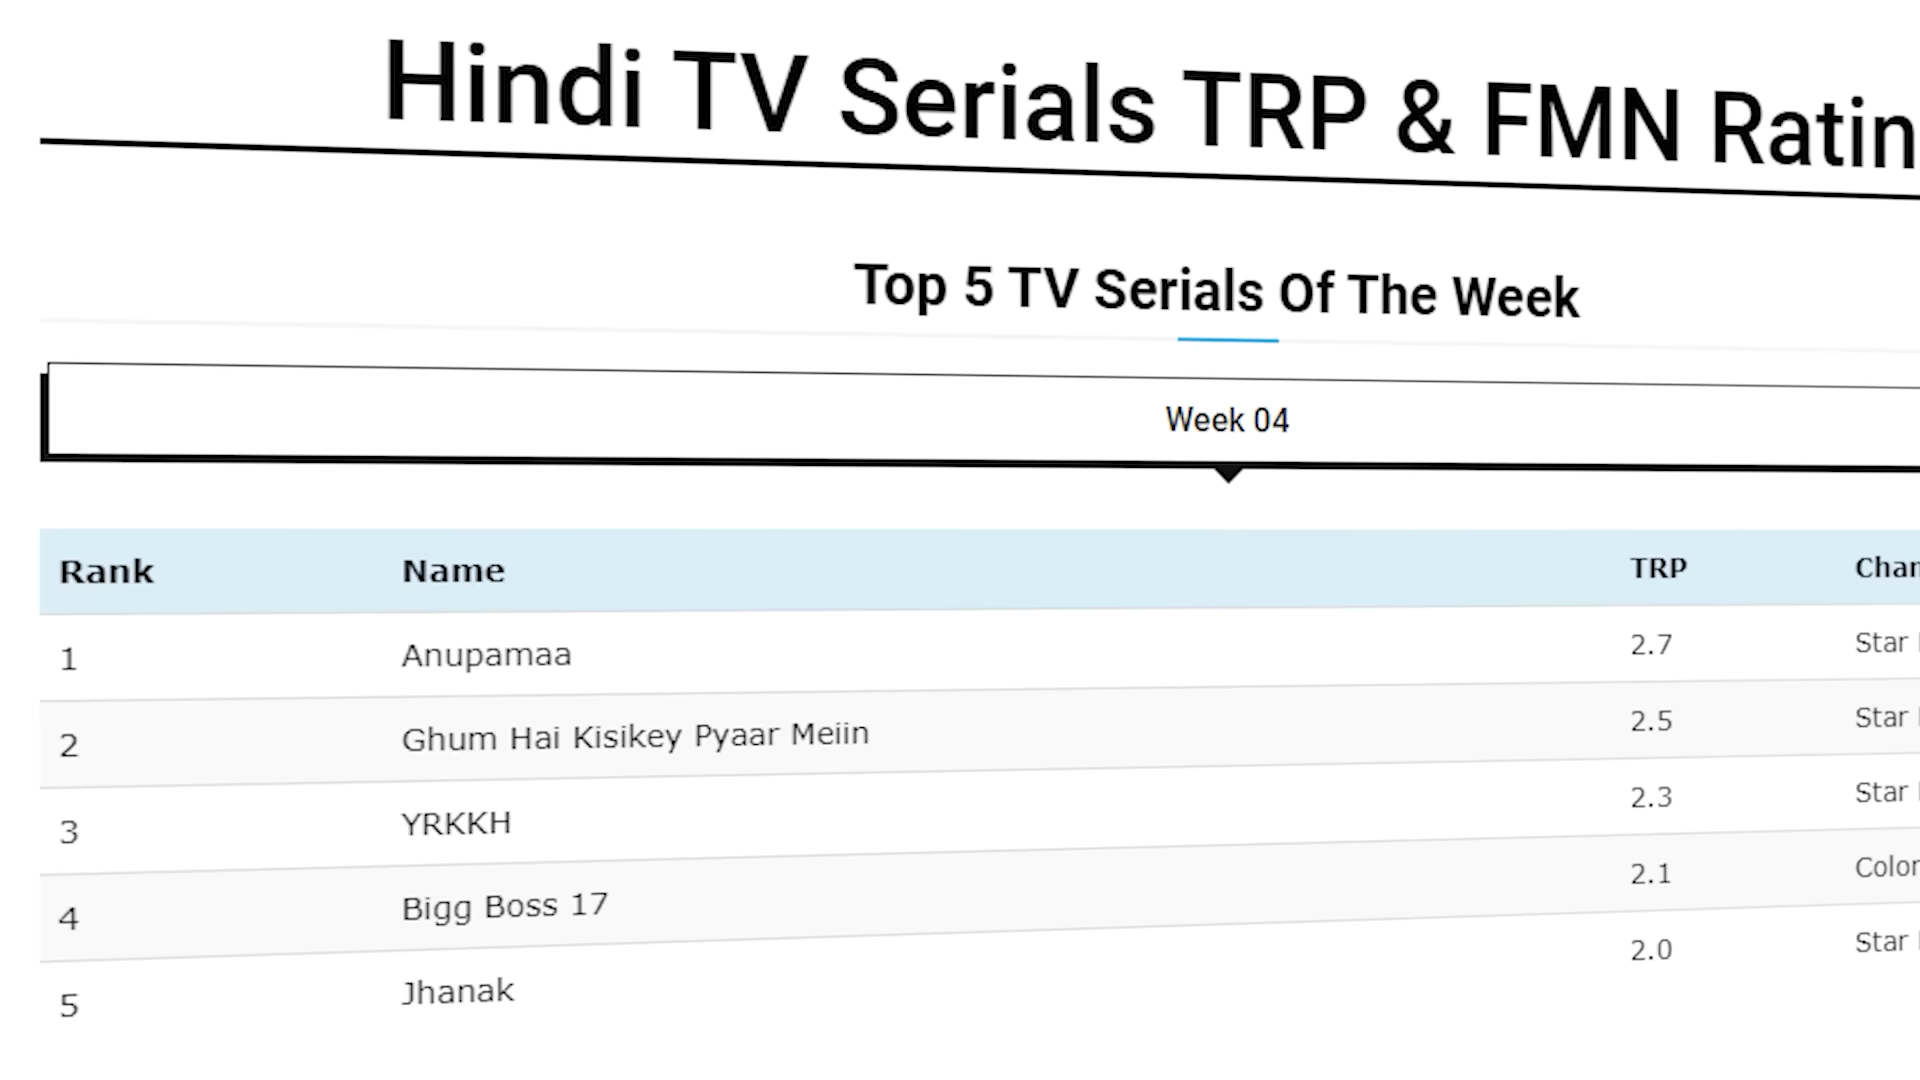 Hindi TV Serials TRP & FMN Ratin
Top 5 TV Serials Of The Week
Week 04
Rank Name TRP Chan
1 Anupamaa 2.7 Star
2 Ghum Hai Kisikey Pyaar Meiin 2.5 Star
3 YRKKH 2.3 Star
4 Bigg Boss 17 2.1 Color
5 Jhanak 2.0 Star